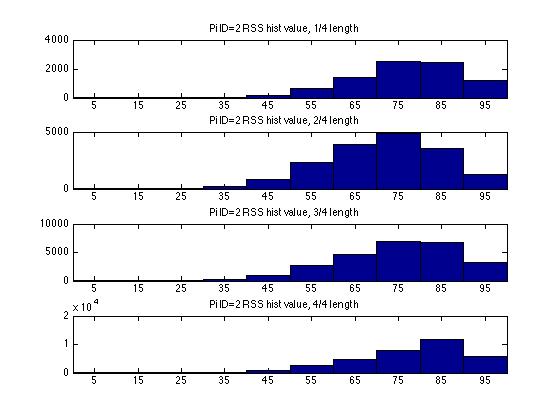 PiID=2 RSS hist value, 1/4 length
4000
2000
0
5 15 25 35 45 55 65 75 85 95
PiID=2 RSS hist value, 2/4 length
5000
0
5 15 25 35 45 55 65 75 85 95
PiID=2 RSS hist value, 3/4 length
10000
5000
0
5 15 25 35 45 55 65 75 85 95
PiID=2 RSS hist value, 4/4 length
x 10^4
2
1
0
5 15 25 35 45 55 65 75 85 95